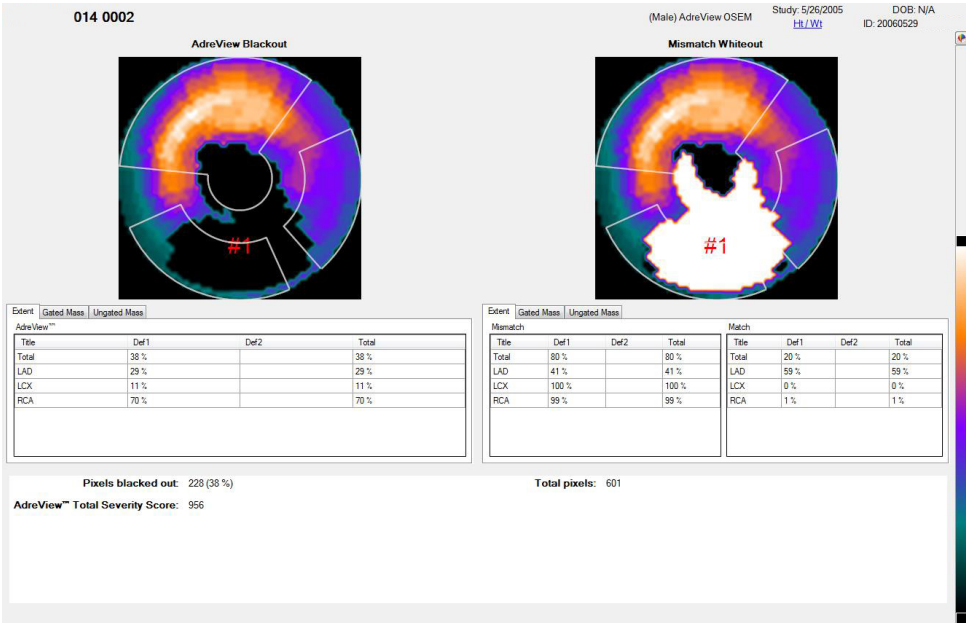 014 0002
(Male) AdreView OSEM
Study: 5/26/2005
DOB: N/A
Ht / Wt
ID: 20060529
AdreView Blackout
Mismatch Whiteout
#1
#1
Extent Gated Mass Ungated Mass
AdreView™
Title Def1 Def2 Total
Total 38 % 38 %
LAD 29 % 29 %
LCX 11 % 11 %
RCA 70 % 70 %
Extent Gated Mass Ungated Mass
Mismatch
Title Def1 Def2 Total
Total 80 % 80 %
LAD 41 % 41 %
LCX 100 % 100 %
RCA 99 % 99 %
Match
Title Def1 Def2 Total
Total 20 % 20 %
LAD 59 % 59 %
LCX 0 % 0 %
RCA 1 % 1 %
Pixels blacked out: 228 (38 %)
Total pixels: 601
AdreView™ Total Severity Score: 956